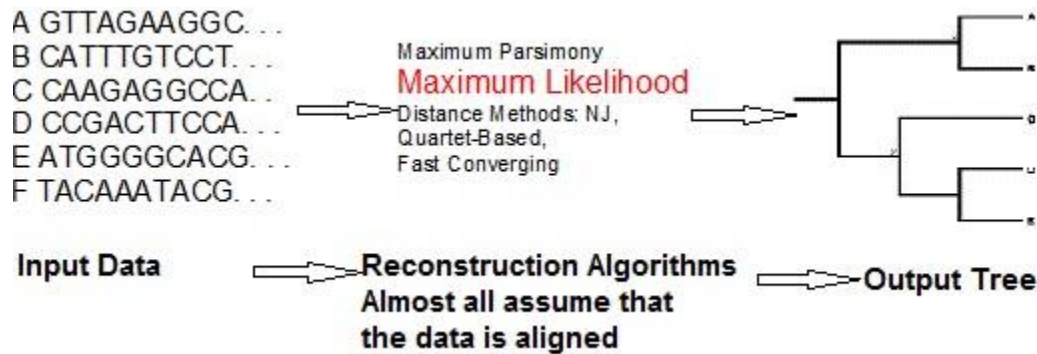 A GTTAGAAGGC. . .
B CATTTGTCCT. . .
C CAAGAGGCCA. . .
D CCGACTTCCA. . .
E ATGGGGCACG. . .
F TACAAATACG. . .
Maximum Parsimony
Maximum Likelihood
Distance Methods: NJ,
Quartet-Based,
Fast Converging
A
Input Data
Reconstruction Algorithms
Almost all assume that
the data is aligned
Output Tree